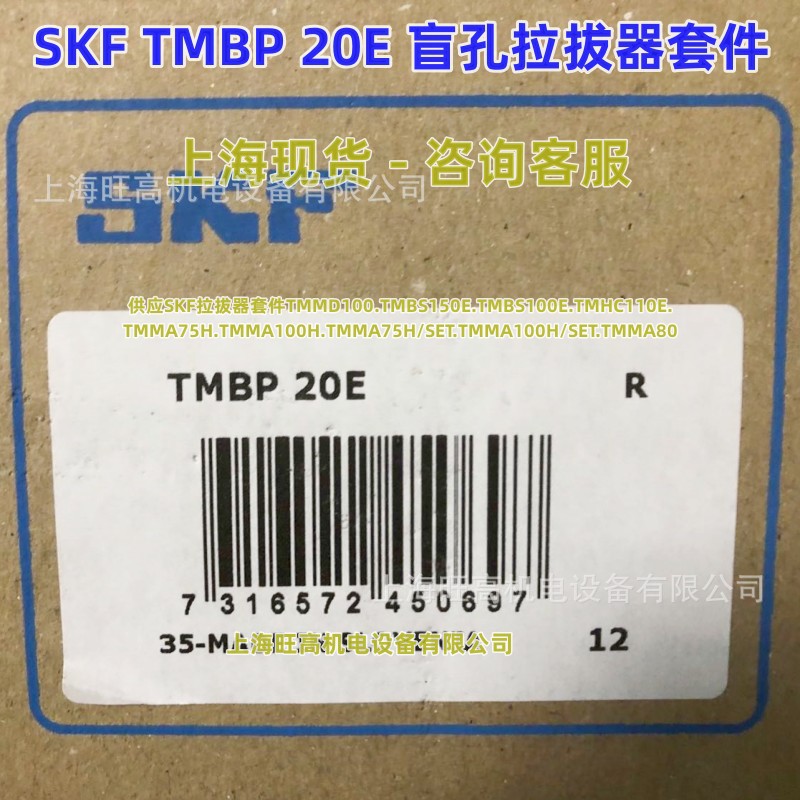 SKF TMBP 20E 盲孔拉拔器套件
上海现货 - 咨询客服
上海旺高机电设备有限公司
SKF
供应SKF拉拔器套件TMMD100.TMBS150E.TMBS100E.TMHC110E.
TMMA75H.TMMA100H.TMMA75H/SET.TMMA100H/SET.TMMA80
TMBP 20E R
上海旺高机电设备有限公司
7 316572 450697
35-MA
上海旺高机电设备有限公司
12